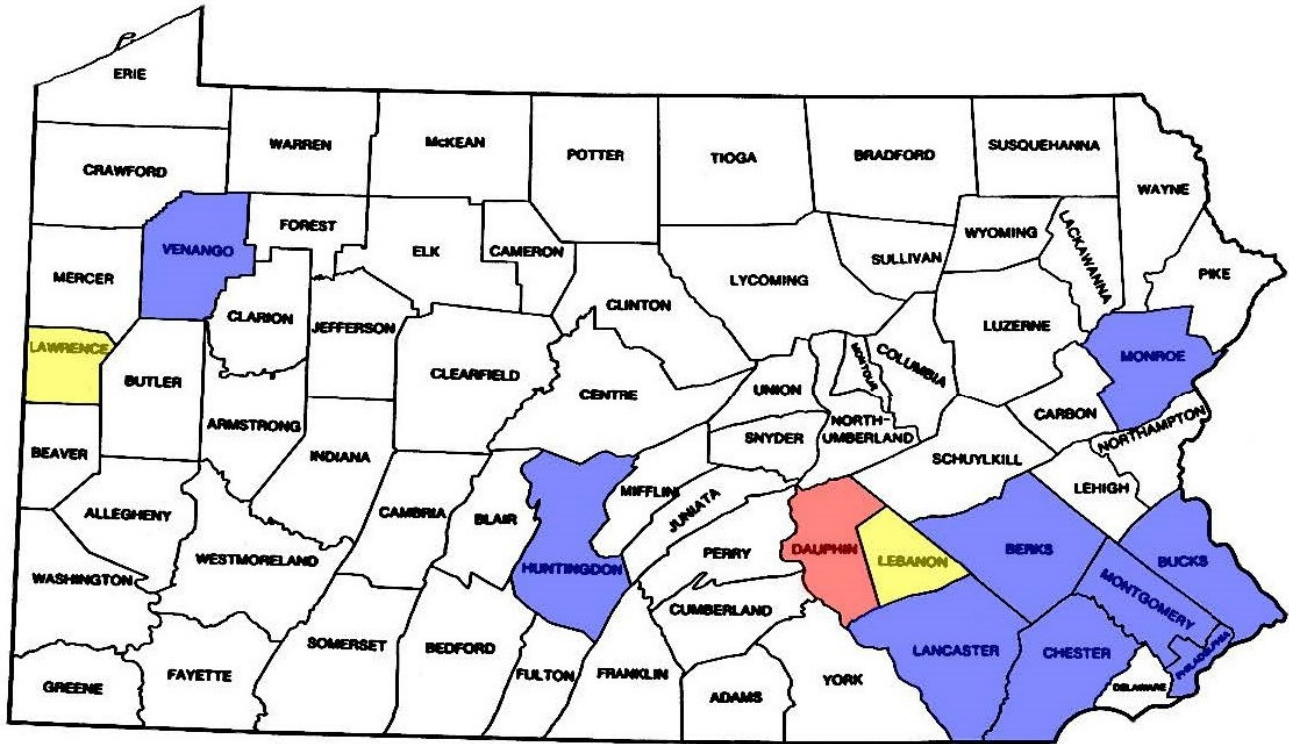 ERIE
CRAWFORD
WARREN
McKEAN
POTTER
TIOGA
BRADFORD
SUSQUEHANNA
WAYNE
VENANGO
FOREST
ELK
CAMERON
MERCER
CLARION
JEFFERSON
CLINTON
LYCOMING
SULLIVAN
WYOMING
LACKAWANNA
PIKE
LUZERNE
MONROE
LAWRENCE
BUTLER
ARMSTRONG
CLEARFIELD
CENTRE
UNION
MONTOUR
COLUMBIA
CARBON
NORTHAMPTON
BEAVER
INDIANA
SNYDER
NORTH-
UMBERLAND
SCHUYLKILL
LEHIGH
ALLEGHENY
CAMBRIA
BLAIR
MIFFLIN
JUNIATA
WASHINGTON
WESTMORELAND
HUNTINGDON
PERRY
DAUPHIN
LEBANON
BERKS
BUCKS
MONTGOMERY
CUMBERLAND
GREENE
FAYETTE
SOMERSET
BEDFORD
FULTON
FRANKLIN
ADAMS
YORK
LANCASTER
CHESTER
DELAWARE
PHILADELPHIA